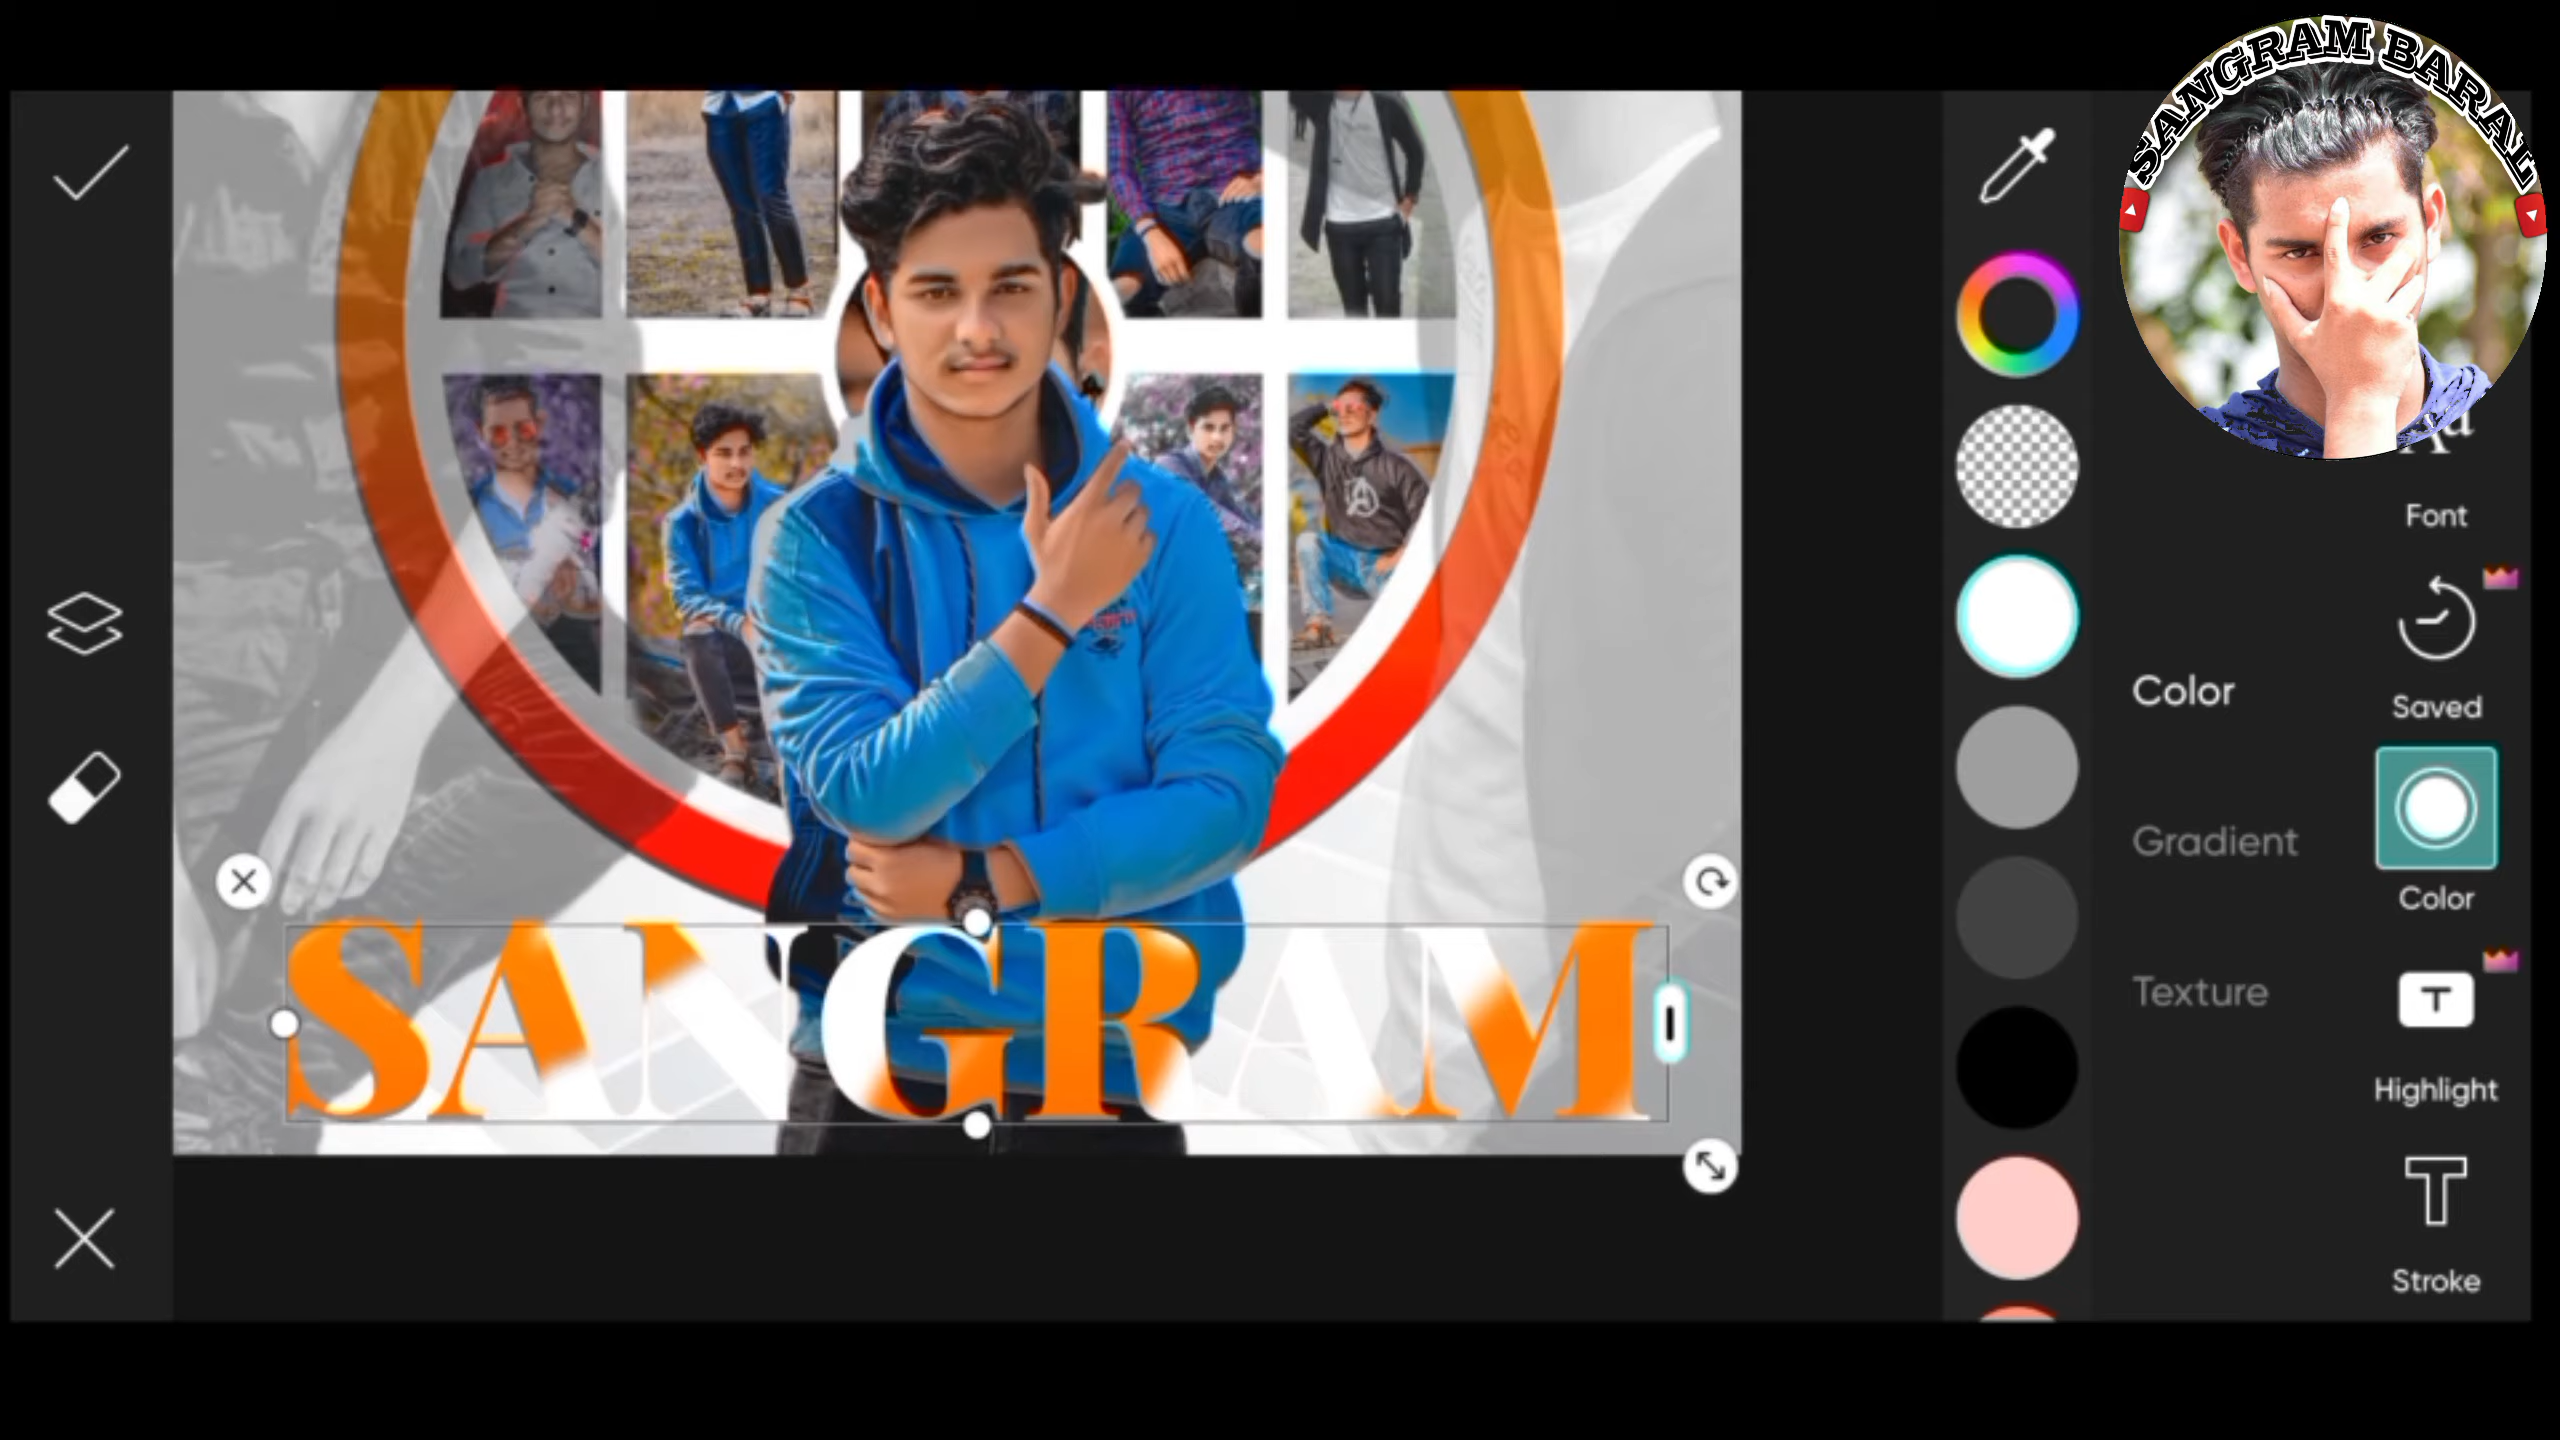 SANGRAM BARAL
Font
Saved
Color
Color
Gradient
Texture
SANGRAM
T
Highlight
T
Stroke